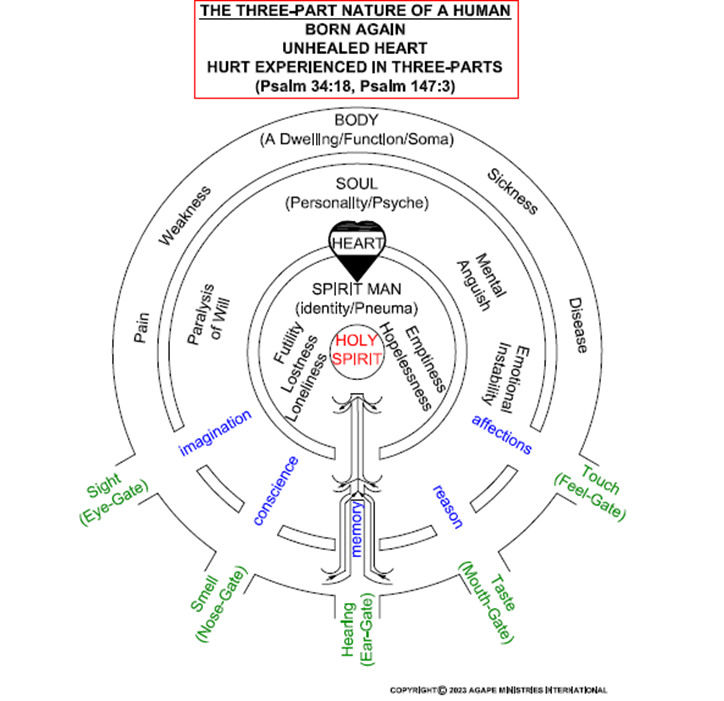 THE THREE-PART NATURE OF A HUMAN
BORN AGAIN
UNHEALED HEART
HURT EXPERIENCED IN THREE-PARTS
(Psalm 34:18, Psalm 147:3)
BODY
(A Dwelling/Function/Soma)
Weakness
Sickness
Pain
Disease
SOUL
(Personality/Psyche)
HEART
Paralysis
of Will
Mental
Anguish
Emotional
Instability
SPIRIT MAN
(identity/Pneuma)
Futility
Lostness
Loneliness
HOLY
SPIRIT
Emptiness
Hopelessness
imagination
conscience
memory
reason
affections
Sight
(Eye-Gate)
Smell
(Nose-Gate)
Hearing
(Ear-Gate)
Taste
(Mouth-Gate)
Touch
(Feel-Gate)
COPYRIGHT© 2023 AGAPE MINISTRIES INTERNATIONAL